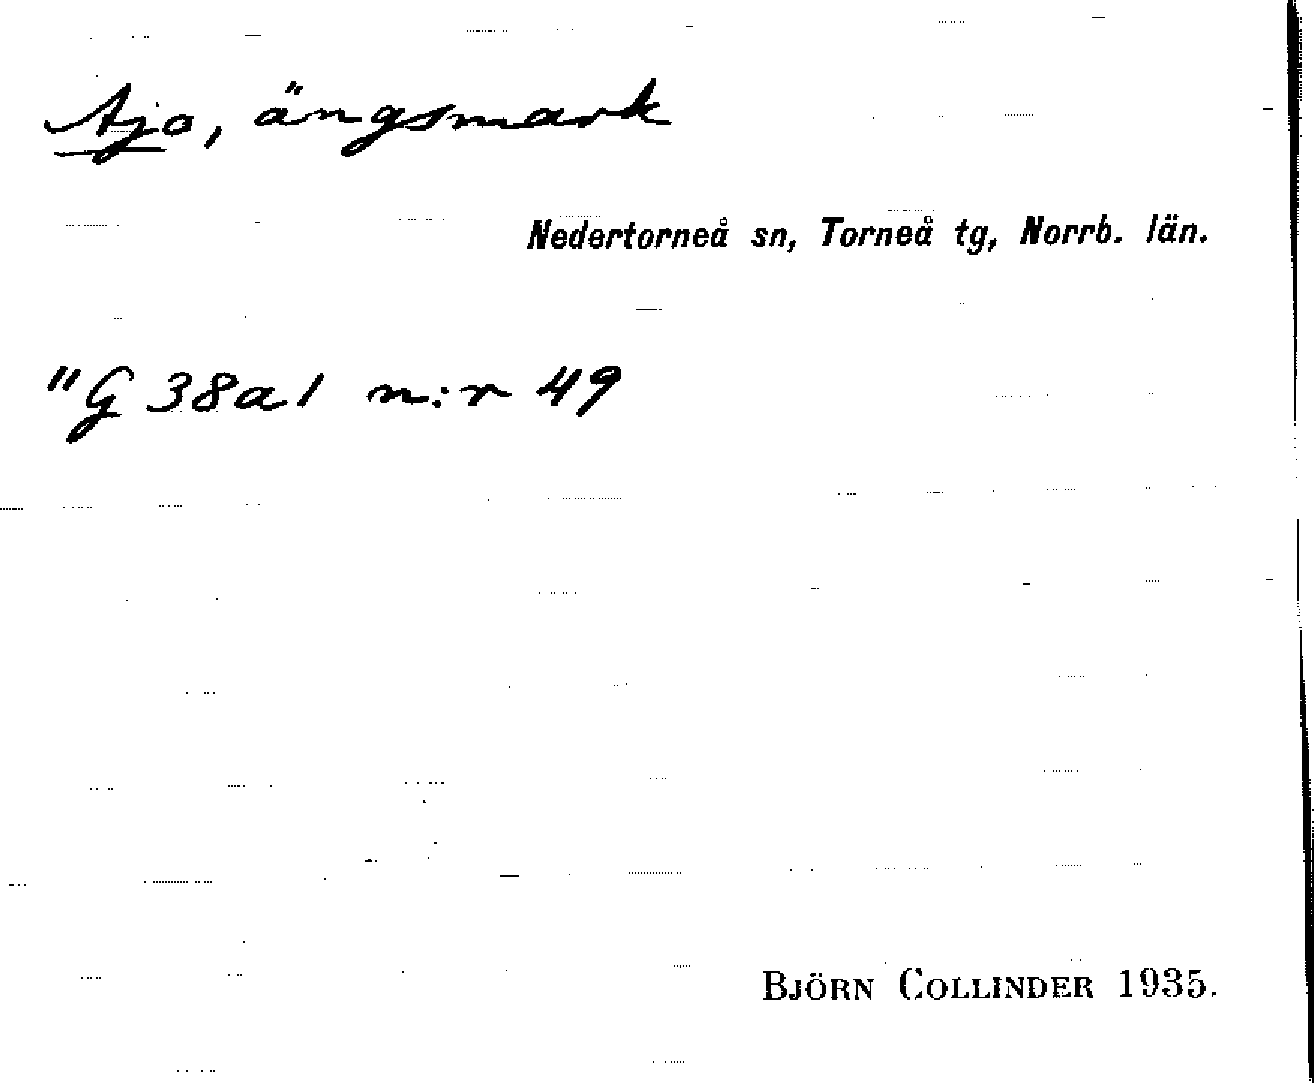 Ajo, ängsmark
Nedertorneå sn, Torneå tg, Norrb. län.
"G 38a1 n:r 49
BJÖRN COLLINDER 1935.